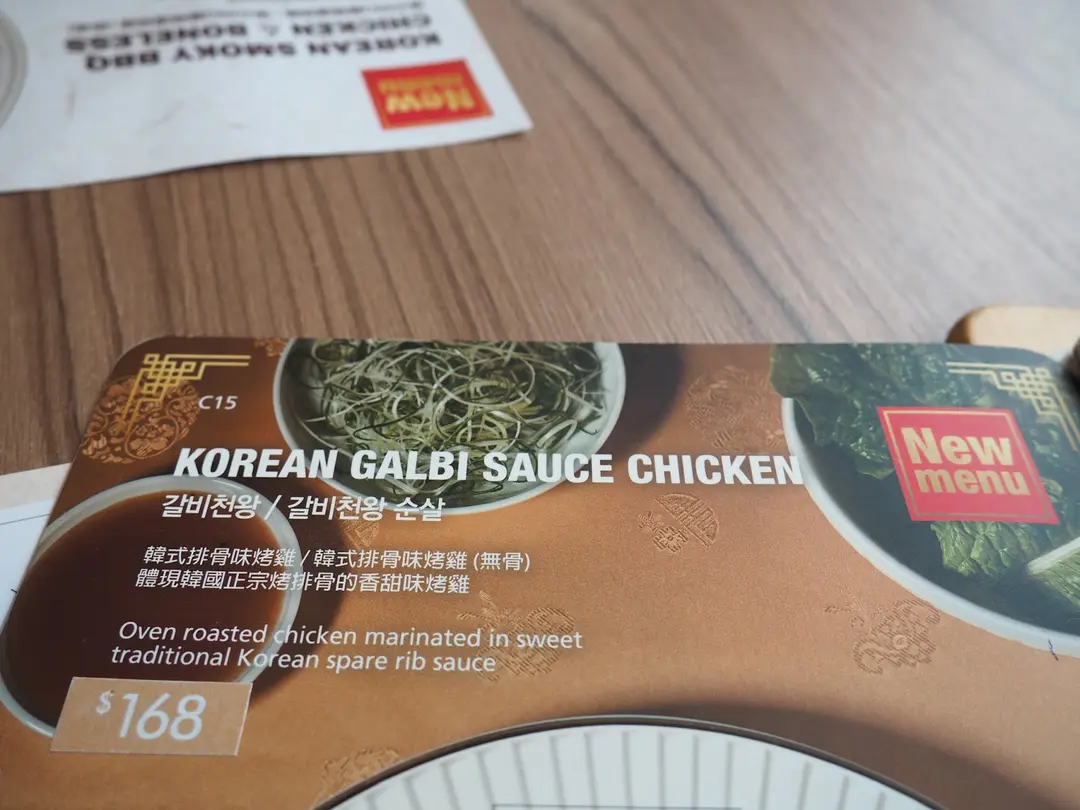 KOREAN SMOKY BBQ
CHICKEN & BONELESS
New
C15
KOREAN GALBI SAUCE CHICKEN
갈비천왕 / 갈비천왕 순살
韓式排骨味烤雞 / 韓式排骨味烤雞 (無骨)
體現韓國正宗烤排骨的香甜味烤雞
Oven roasted chicken marinated in sweet
traditional Korean spare rib sauce
$168
New
menu